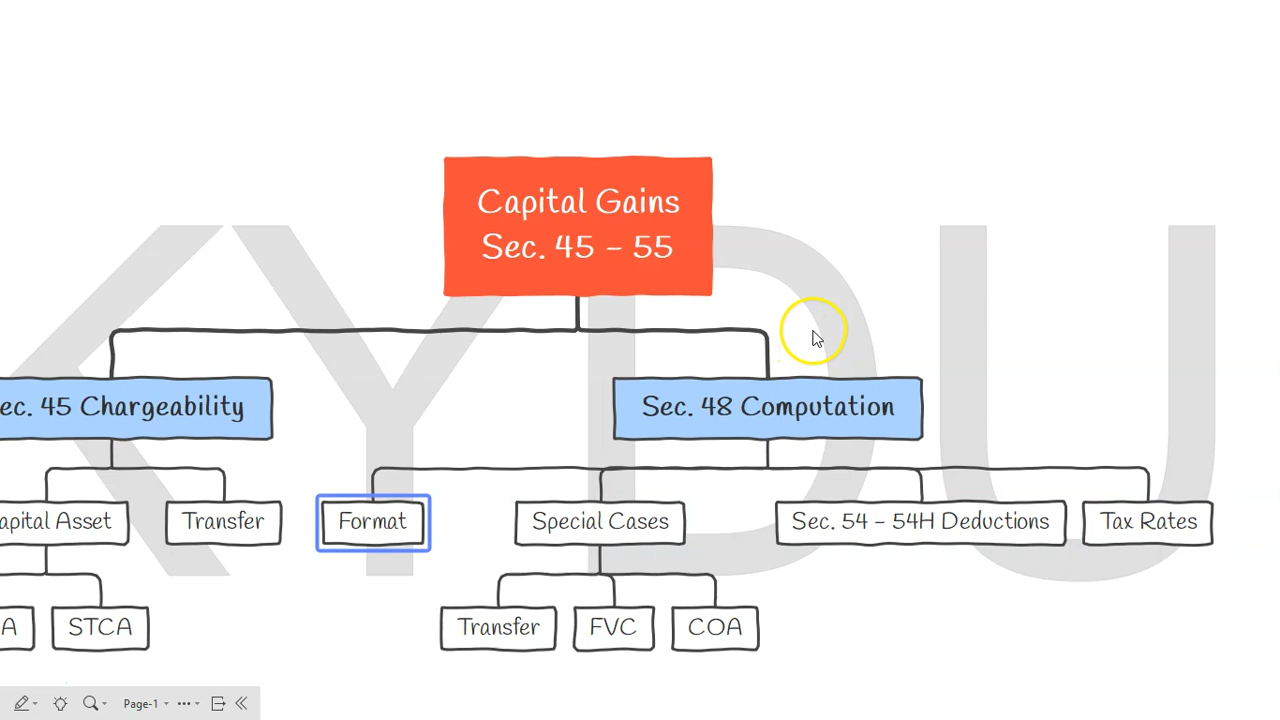 Capital Gains
Sec. 45 - 55
ec. 45 Chargeability
Sec. 48 Computation
apital Asset
Transfer
Format
Special Cases
Sec. 54 - 54H Deductions
Tax Rates
A
STCA
Transfer
FVC
COA
KYDU
Page-1